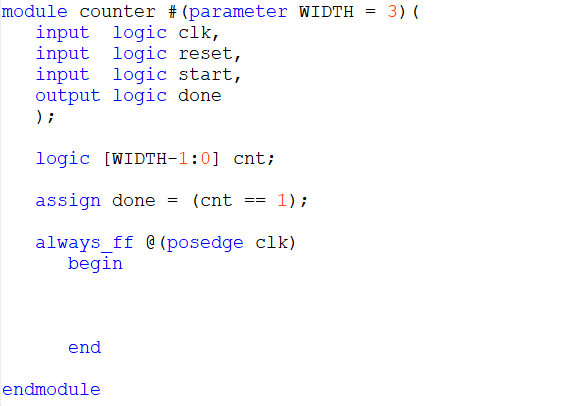 module counter #(parameter WIDTH = 3)(
input  logic clk,
input  logic reset,
input  logic start,
output logic done
);
logic [WIDTH-1:0] cnt;
assign done = (cnt == 1);
always_ff @(posedge clk)
begin
end
endmodule